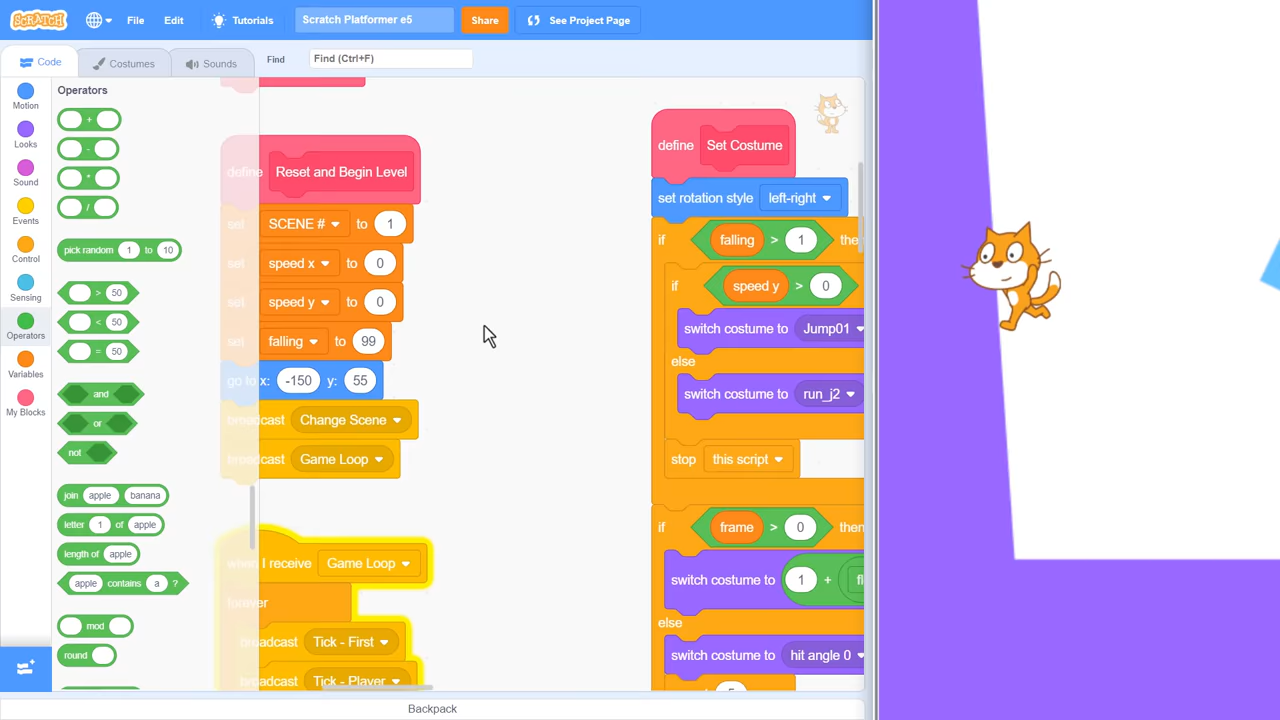 SCRATCH File Edit Tutorials Scratch Platformer e5 Share See Project Page
Code Costumes Sounds Find Find (Ctrl+F)
Motion
Looks
Sound
Events
Control
Sensing
Operators
Variables
My Blocks
Operators
+
-
*
/
pick random 1 to 10
> 50
< 50
= 50
and
or
not
join apple banana
letter 1 of apple
length of apple
apple contains a ?
mod
round
define Reset and Begin Level
set SCENE # to 1
set speed x to 0
set speed y to 0
set falling to 99
go to x: -150 y: 55
broadcast Change Scene
broadcast Game Loop
when I receive Game Loop
forever
broadcast Tick - First
broadcast Tick - Player
define Set Costume
set rotation style left-right
if falling > 1 then
if speed y > 0
switch costume to Jump01
else
switch costume to run_j2
stop this script
if frame > 0 then
switch costume to 1 +
else
switch costume to hit angle 0
Backpack